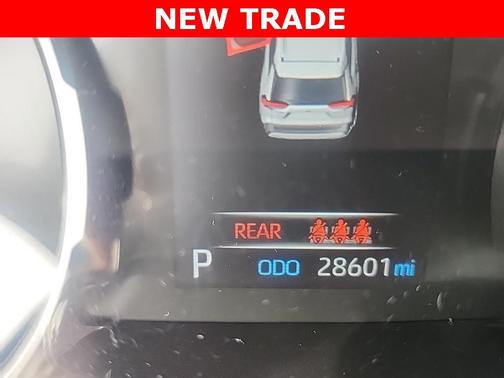 NEW TRADE
REAR
P ODO 28601 mi